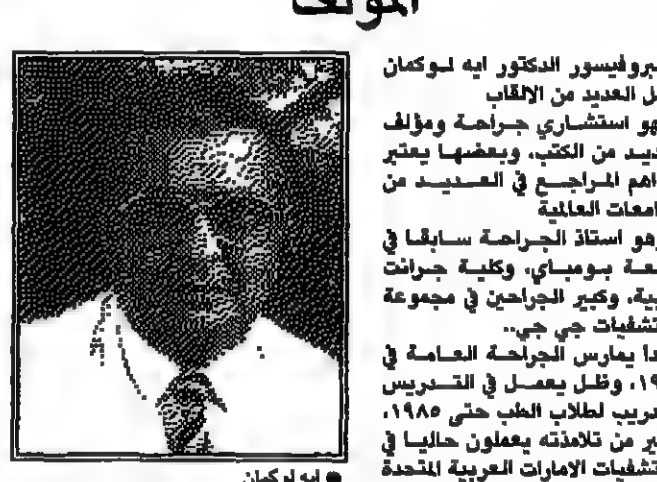 المؤلف
بروفيسور الدكتور ايه لوكمان
ل العديد من الالقاب
هو استشاري جراحة ومؤلف
ديد من الكتب، وبعضها يعتبر
اهم المراجع في العديد من
امعات العالمية
هو استاذ الجراحة سابقا في
عة بومباي، وكلية جرانت
بية، وكبير الجراحين في مجموعة
تشفيات جي جي..
دأ يمارس الجراحة العامة في
١٩، وظل يعمل في التدريس
دريب لطلاب الطب حتى ١٩٨٥،
ير من تلامذته يعملون حاليا في
تشفيات الامارات العربية المتحدة
● ايه لوكمان